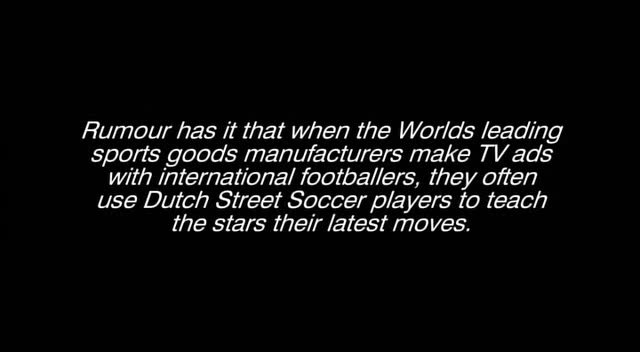 Rumour has it that when the Worlds leading
sports goods manufacturers make TV ads
with international footballers, they often
use Dutch Street Soccer players to teach
the stars their latest moves.